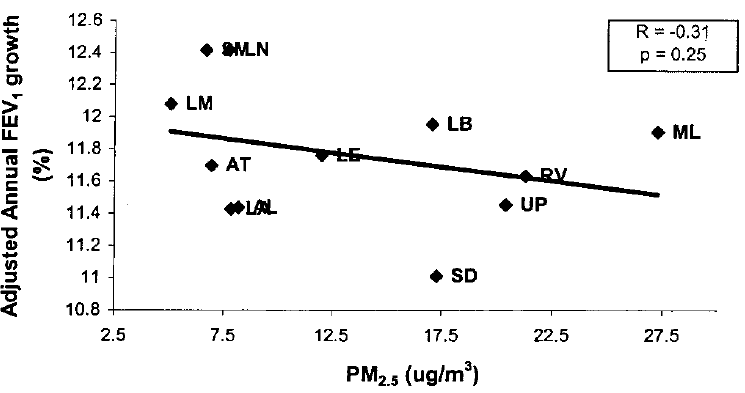 12.6
12.4
12.2
12
11.8
11.6
11.4
11.2
11
10.8
Adjusted Annual FEV1 growth
(%)
R = -0.31
p = 0.25
LN
LM
LB
ML
AT
LE
RV
UP
SD
2.5 7.5 12.5 17.5 22.5 27.5
PM2.5 (ug/m3)